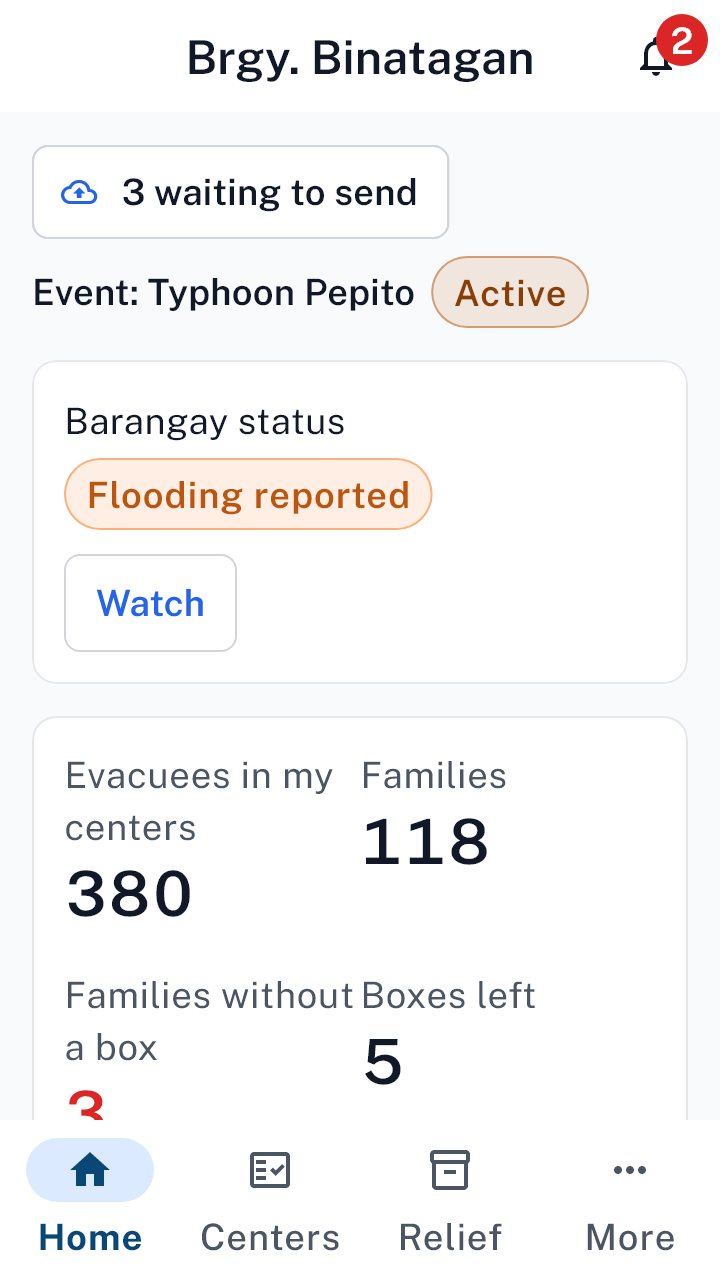 Brgy. Binatagan
2
3 waiting to send
Event: Typhoon Pepito
Active
Barangay status
Flooding reported
Watch
Evacuees in my
centers
380
Families
118
Families without
a box
3
Boxes left
5
Home
Centers
Relief
More